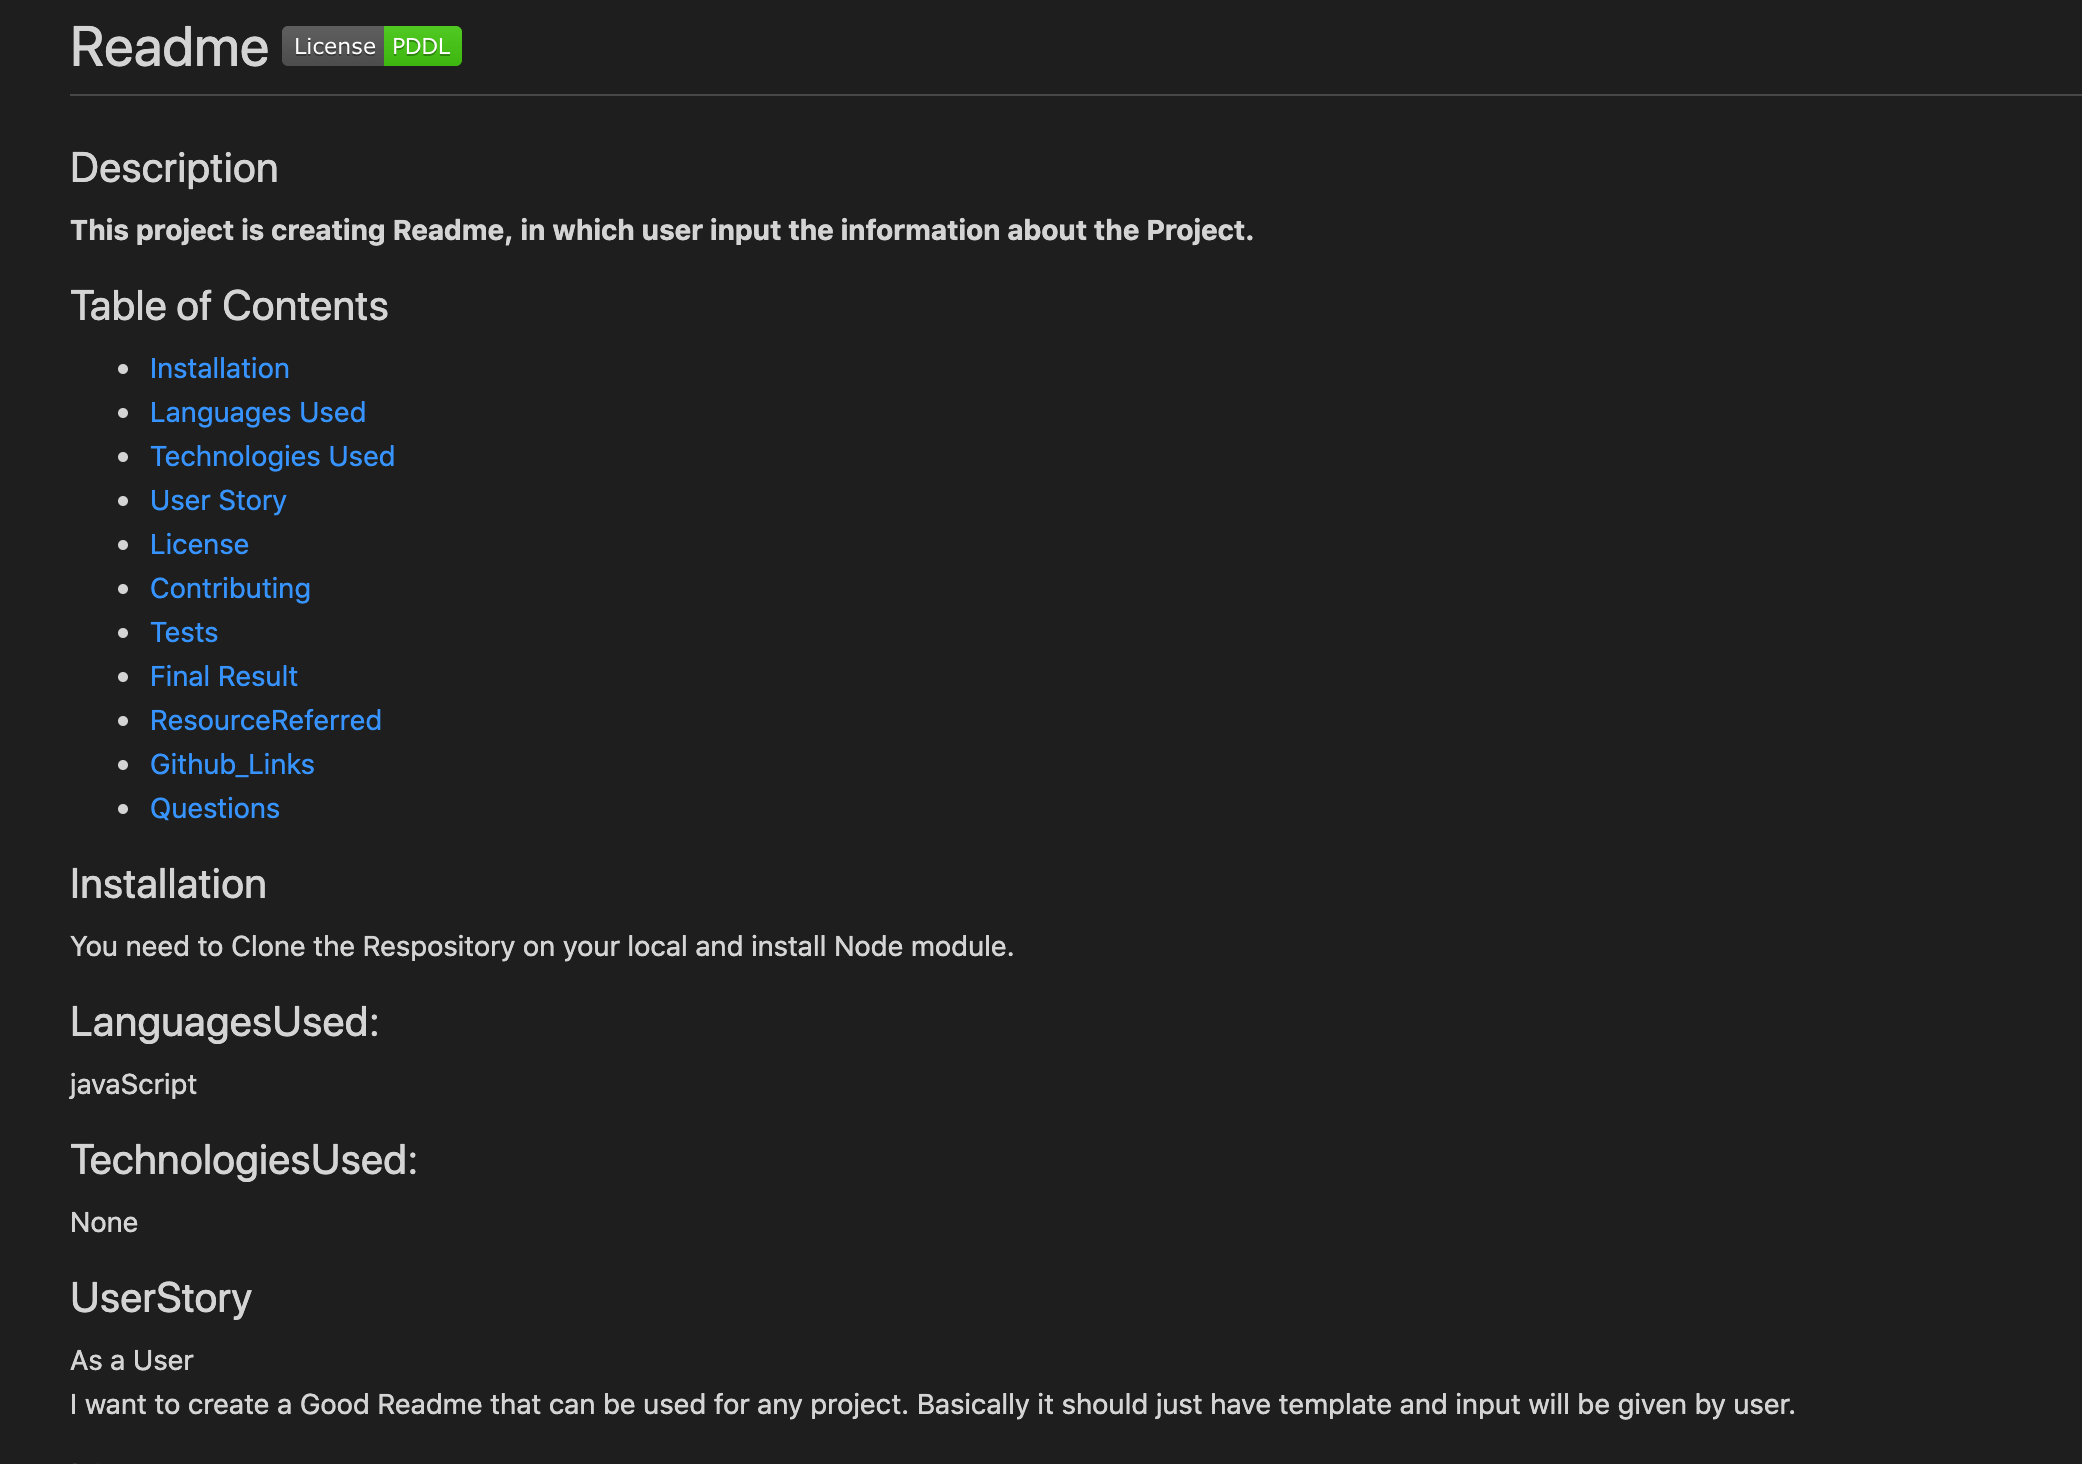 Readme License PDDL
Description
This project is creating Readme, in which user input the information about the Project.
Table of Contents
Installation
Languages Used
Technologies Used
User Story
License
Contributing
Tests
Final Result
ResourceReferred
Github_Links
Questions
Installation
You need to Clone the Respository on your local and install Node module.
LanguagesUsed:
javaScript
TechnologiesUsed:
None
UserStory
As a User
I want to create a Good Readme that can be used for any project. Basically it should just have template and input will be given by user.